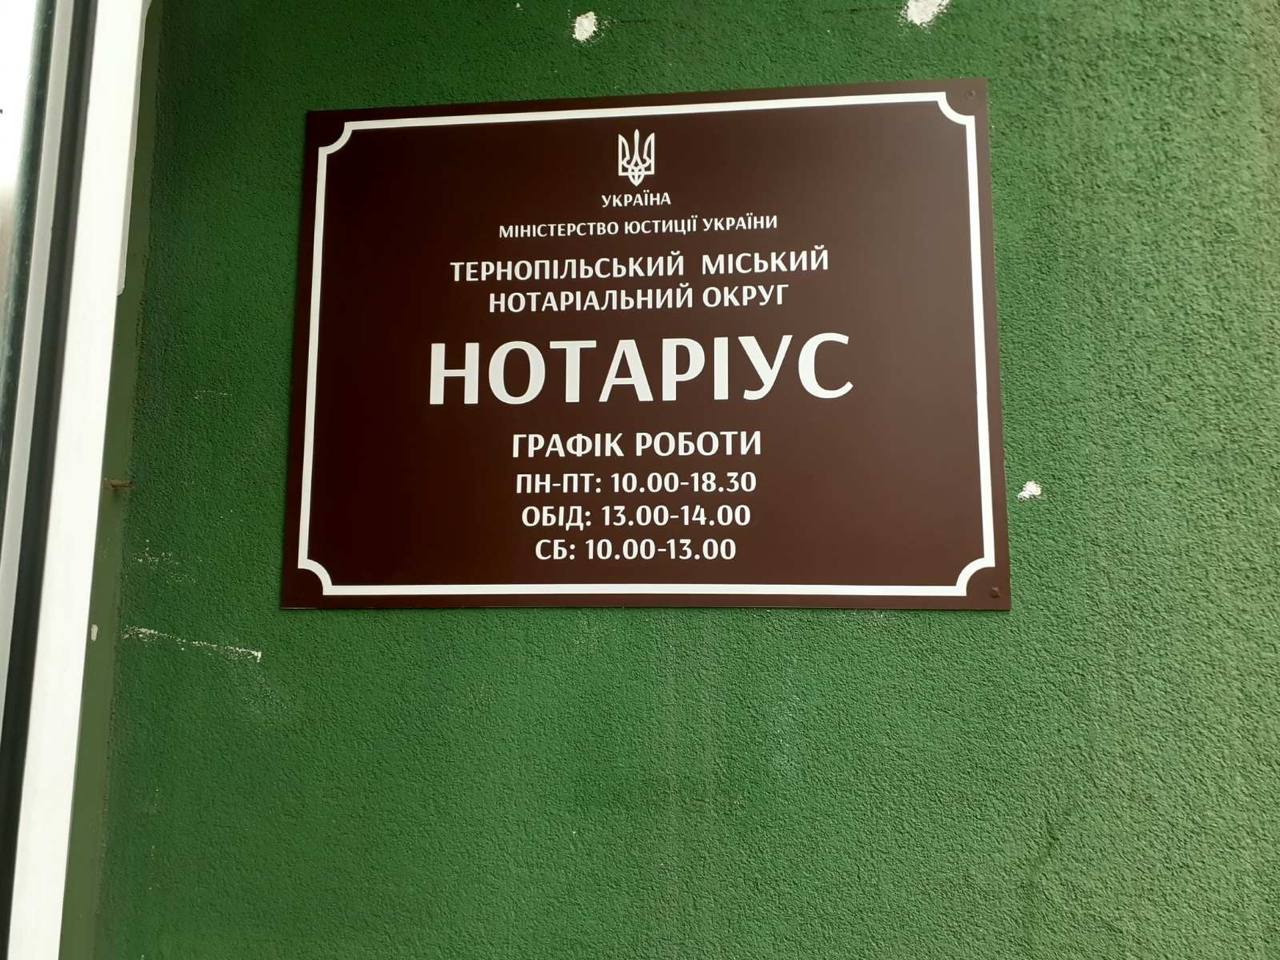 УКРАЇНА
МІНІСТЕРСТВО ЮСТИЦІЇ УКРАЇНИ
ТЕРНОПІЛЬСЬКИЙ МІСЬКИЙ
НОТАРІАЛЬНИЙ ОКРУГ
НОТАРІУС
ГРАФІК РОБОТИ
ПН-ПТ: 10.00-18.30
ОБІД: 13.00-14.00
СБ: 10.00-13.00